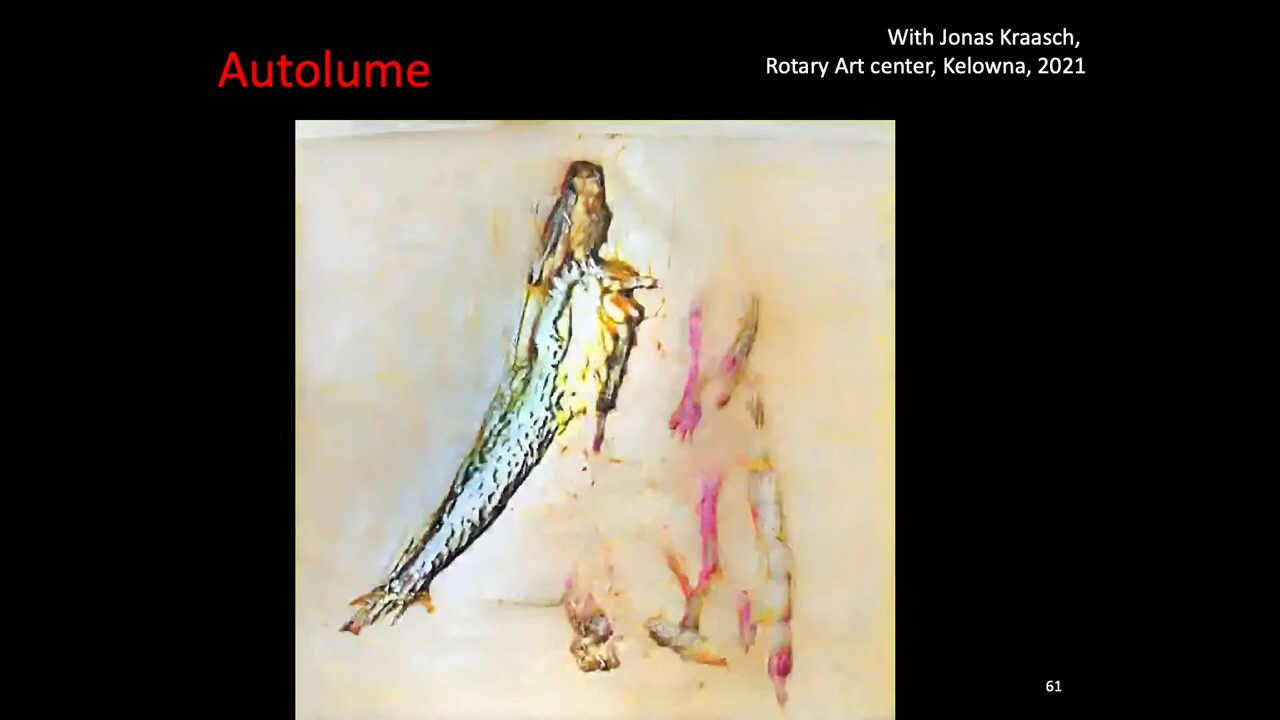 Autolume
With Jonas Kraasch,
Rotary Art center, Kelowna, 2021
61